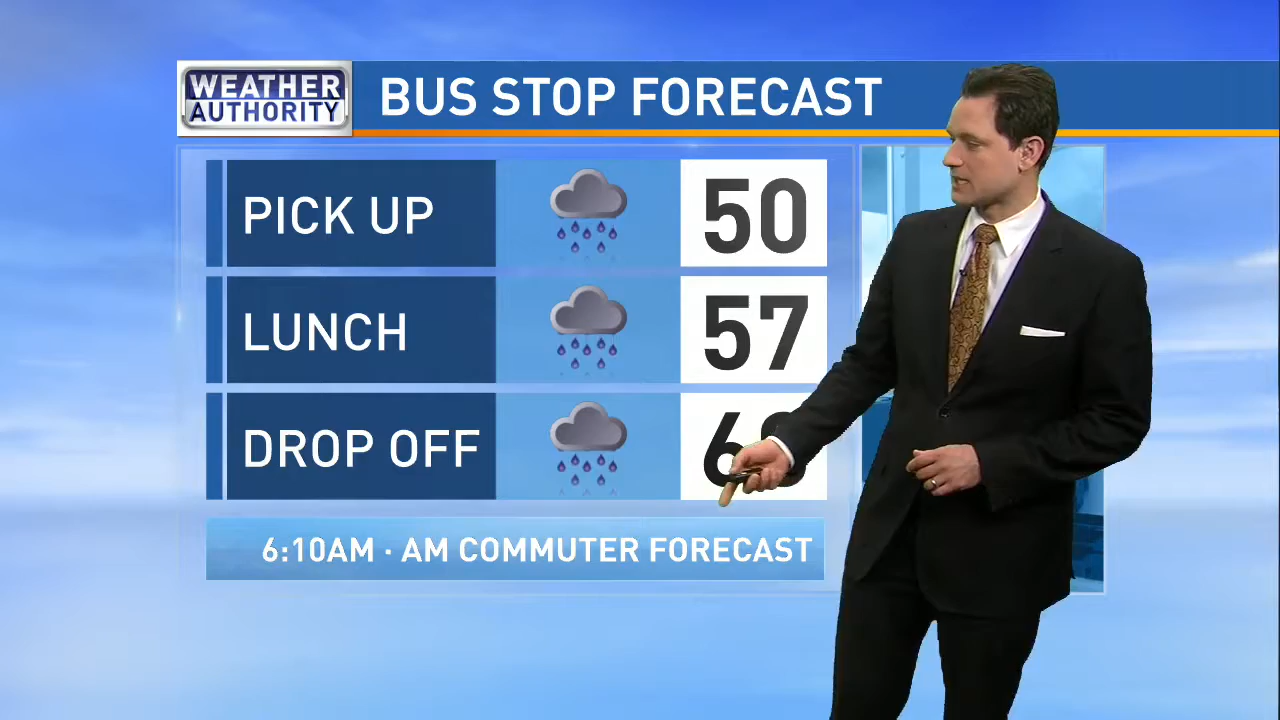 WEATHER
AUTHORITY
BUS STOP FORECAST
PICK UP
50
LUNCH
57
DROP OFF
6:10AM · AM COMMUTER FORECAST